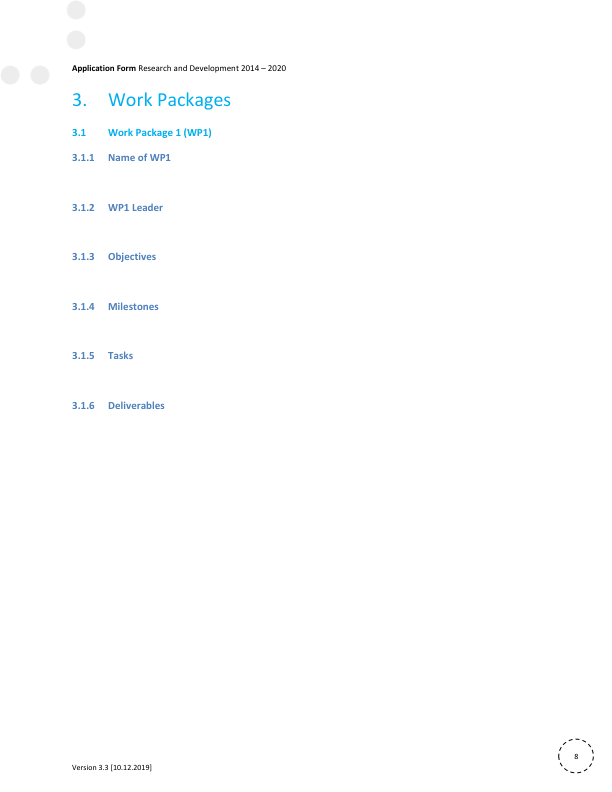 Application Form Research and Development 2014 – 2020
3. Work Packages
3.1 Work Package 1 (WP1)
3.1.1 Name of WP1
3.1.2 WP1 Leader
3.1.3 Objectives
3.1.4 Milestones
3.1.5 Tasks
3.1.6 Deliverables
8
Version 3.3 [10.12.2019]